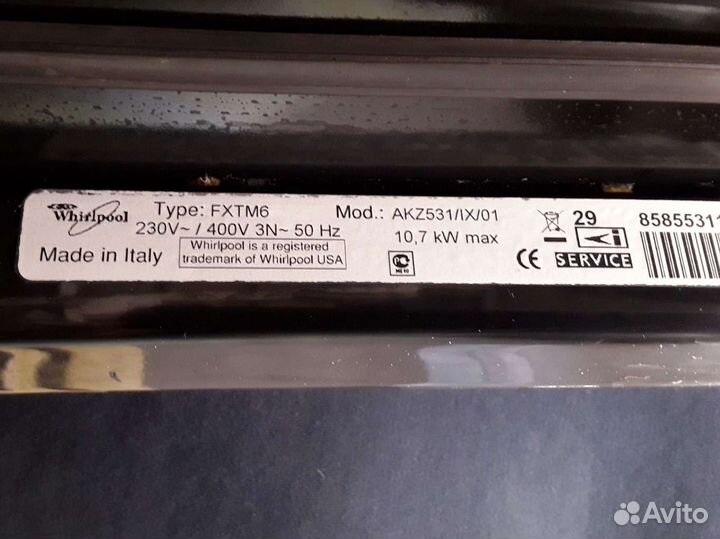 Whirlpool Type: FXTM6 Mod.: AKZ531/IX/01 29
230V~ / 400V 3N~ 50 Hz 10,7 kW max
Made in Italy
Whirlpool is a registered
trademark of Whirlpool USA
CE SERVICE
Avito